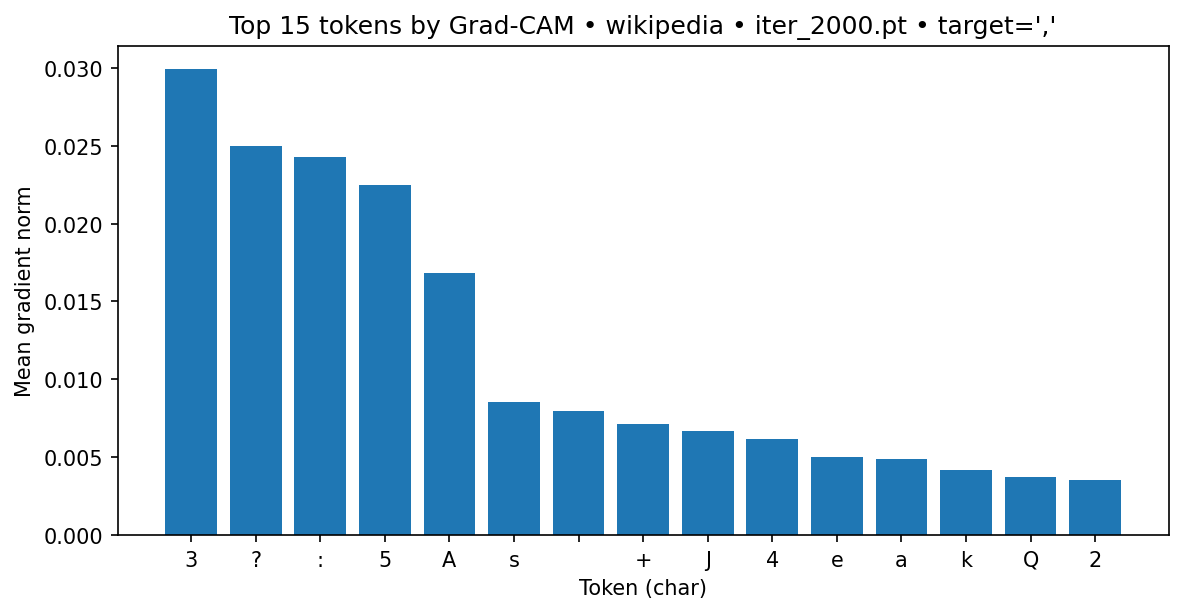 Top 15 tokens by Grad-CAM • wikipedia • iter_2000.pt • target=','
Mean gradient norm
0.030
0.025
0.020
0.015
0.010
0.005
0.000
3 ? : 5 A s + J 4 e a k Q 2
Token (char)